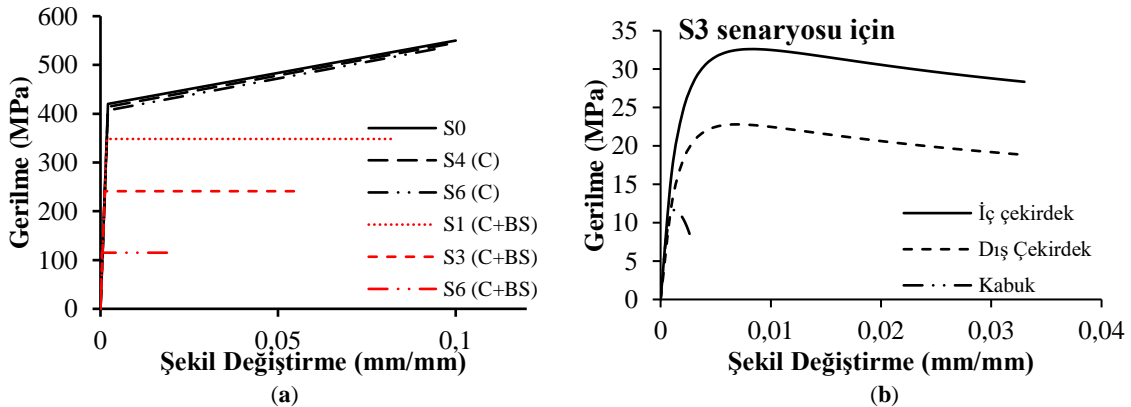 600
500
400
300
200
100
0
Gerilme (MPa)
S0
S4 (C)
S6 (C)
S1 (C+BS)
S3 (C+BS)
S6 (C+BS)
0
0,05
0,1
Şekil Değiştirme (mm/mm)
(a)
S3 senaryosu için
35
30
25
20
15
10
5
0
Gerilme (MPa)
İç çekirdek
Dış Çekirdek
Kabuk
0
0,01
0,02
0,03
0,04
Şekil Değiştirme (mm/mm)
(b)